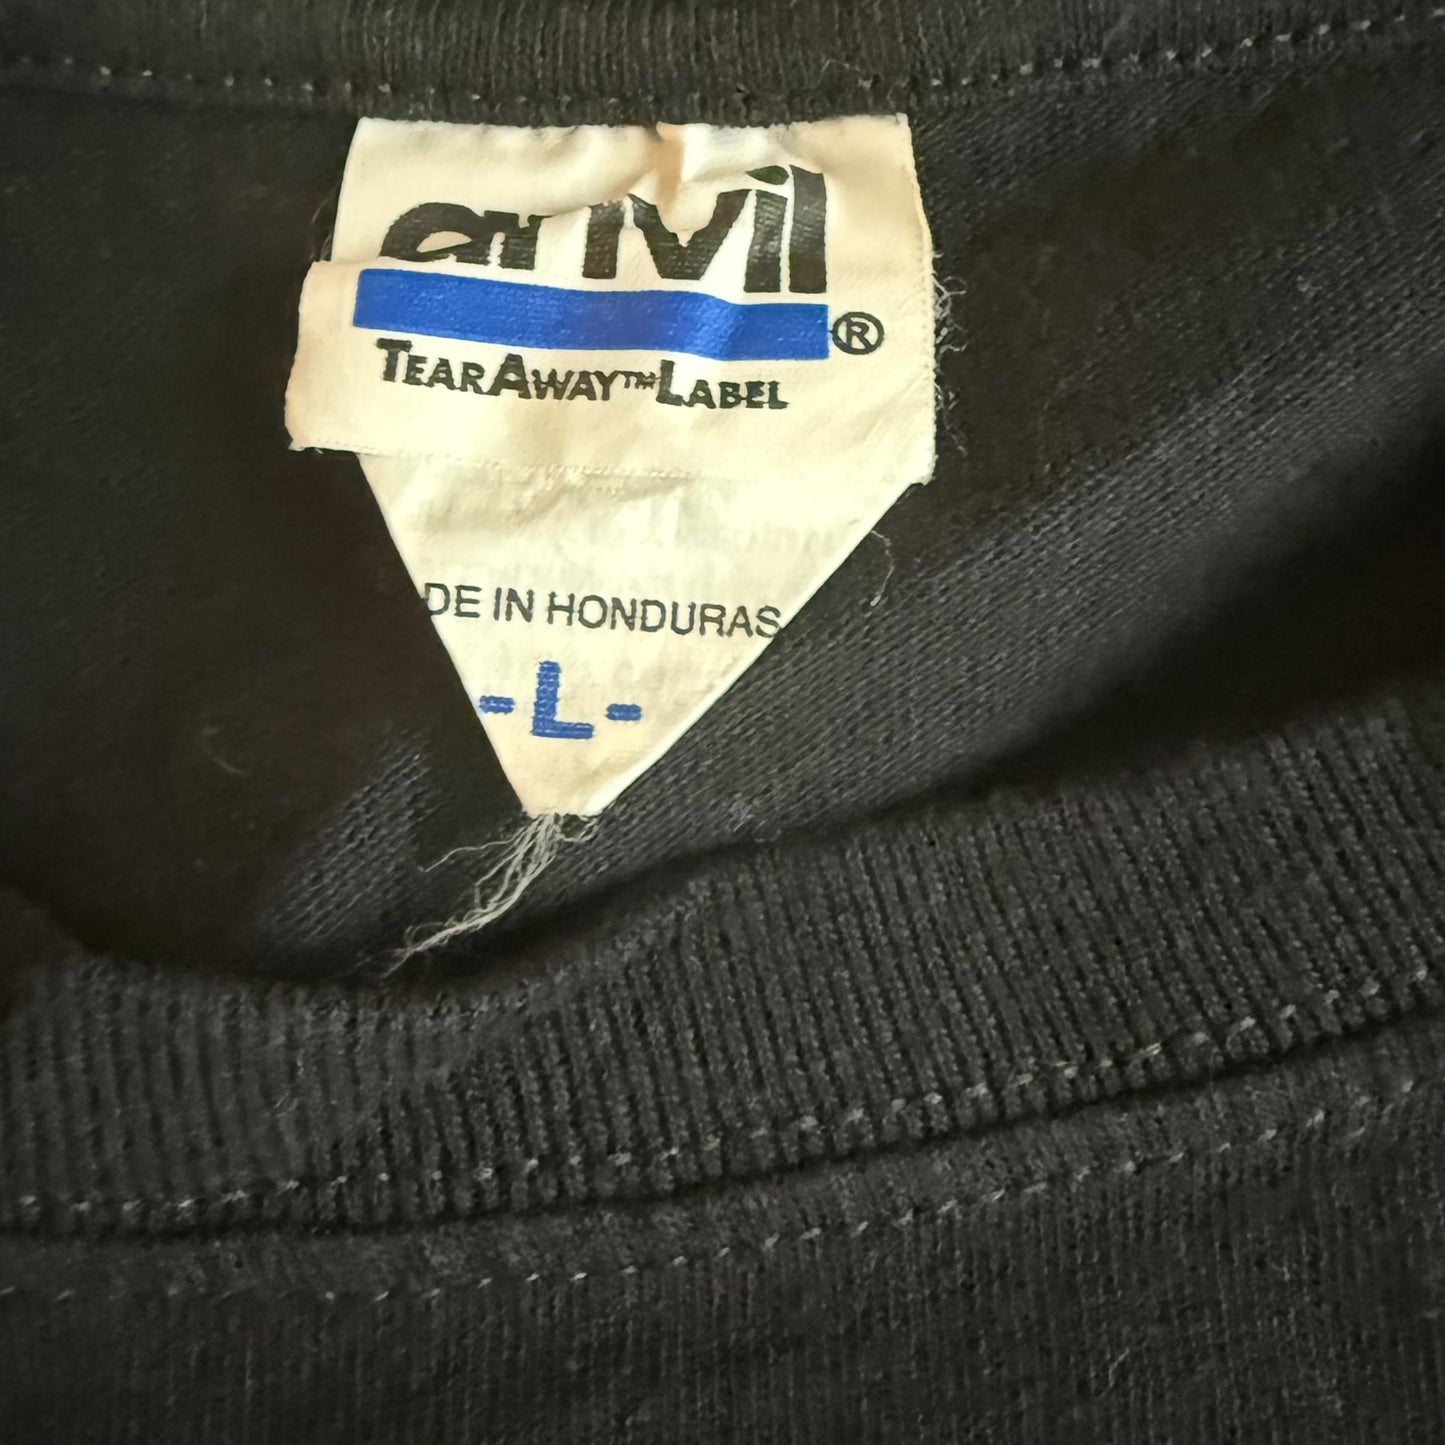 anvil
®
TEARAWAY™LABEL
DE IN HONDURAS
-L-